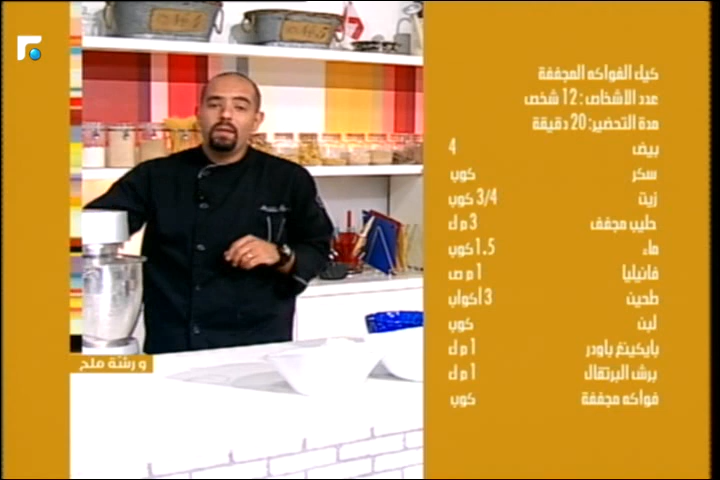 كيك الفواكه المجففة
عدد الاشخاص : 12 شخص
مدة التحضير: 20 دقيقة
بيض 4
سكر كوب
زيت 3/4 كوب
حليب مجفف 3 م ك
ماء 1.5 كوب
فانيليا 1 م ص
طحين 3 أكواب
لبن كوب
بايكينغ باودر 1 م ك
برش البرتقال 1 م ك
فواكه مجففة كوب
و رشة ملح